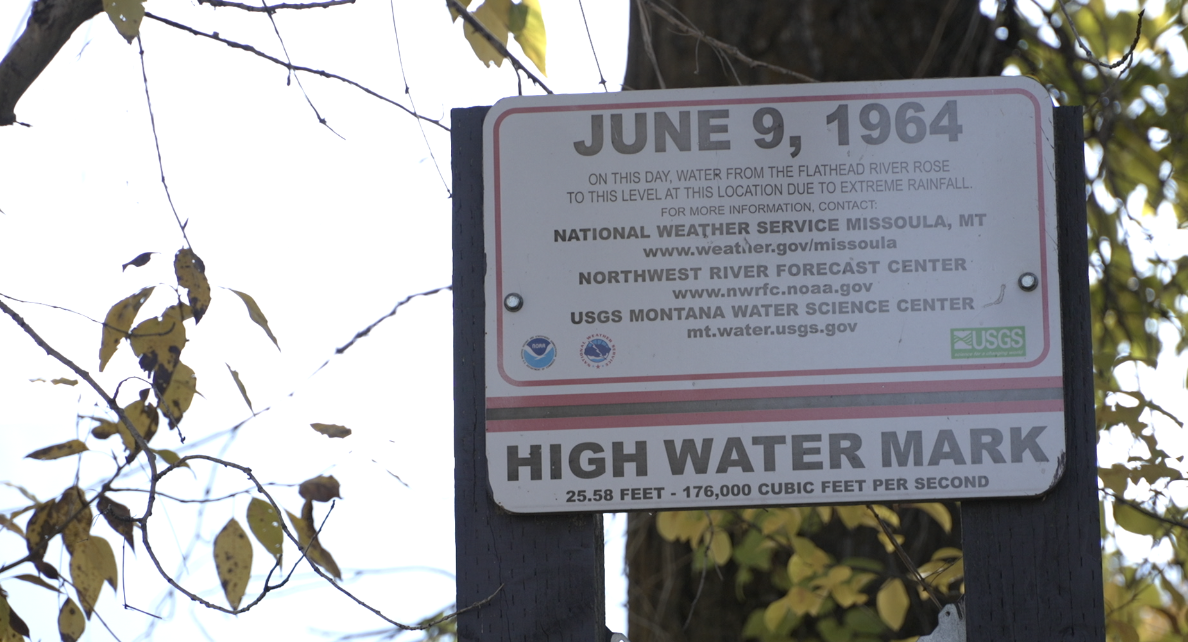 JUNE 9, 1964
ON THIS DAY, WATER FROM THE FLATHEAD RIVER ROSE
TO THIS LEVEL AT THIS LOCATION DUE TO EXTREME RAINFALL.
FOR MORE INFORMATION, CONTACT:
NATIONAL WEATHER SERVICE MISSOULA, MT
www.weather.gov/missoula
NORTHWEST RIVER FORECAST CENTER
www.nwrfc.noaa.gov
USGS MONTANA WATER SCIENCE CENTER
mt.water.usgs.gov
NOAA
USGS
HIGH WATER MARK
25.58 FEET - 176,000 CUBIC FEET PER SECOND